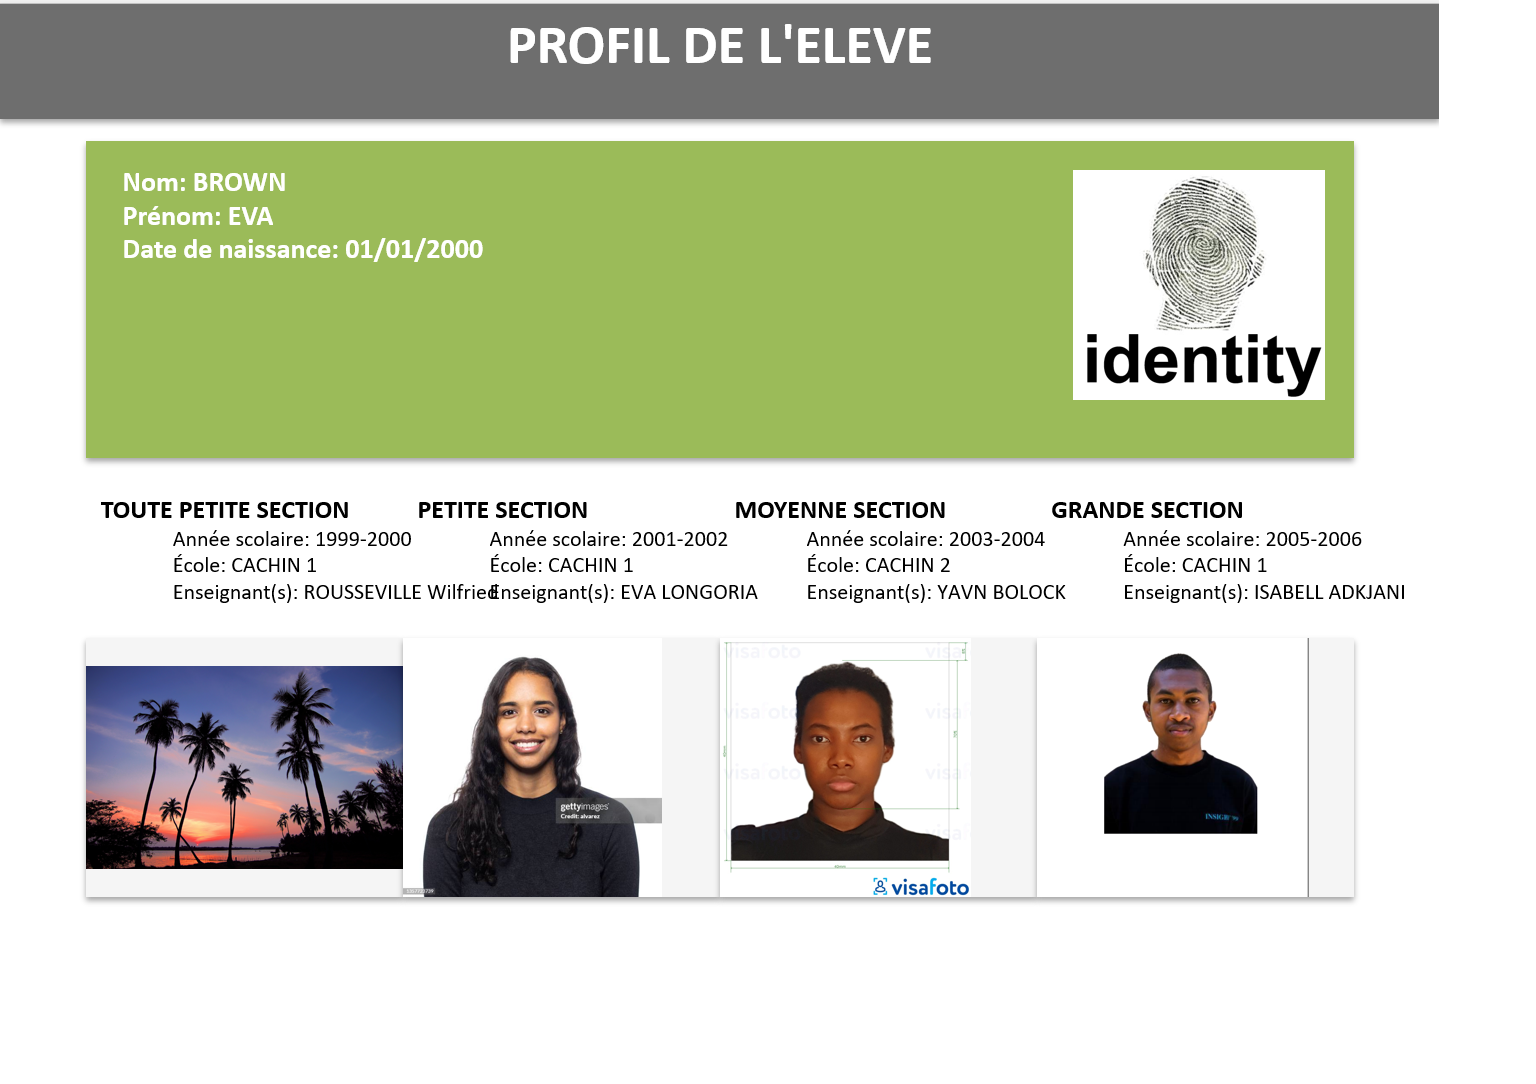 PROFIL DE L'ELEVE
Nom: BROWN
Prénom: EVA
Date de naissance: 01/01/2000
identity
TOUTE PETITE SECTION
Année scolaire: 1999-2000
École: CACHIN 1
Enseignant(s): ROUSSEVILLE Wilfried
PETITE SECTION
Année scolaire: 2001-2002
École: CACHIN 1
Enseignant(s): EVA LONGORIA
MOYENNE SECTION
Année scolaire: 2003-2004
École: CACHIN 2
Enseignant(s): YAVN BOLOCK
GRANDE SECTION
Année scolaire: 2005-2006
École: CACHIN 1
Enseignant(s): ISABELL ADKJANI
gettyimages
Credit: alvarez
visafoto
visafoto